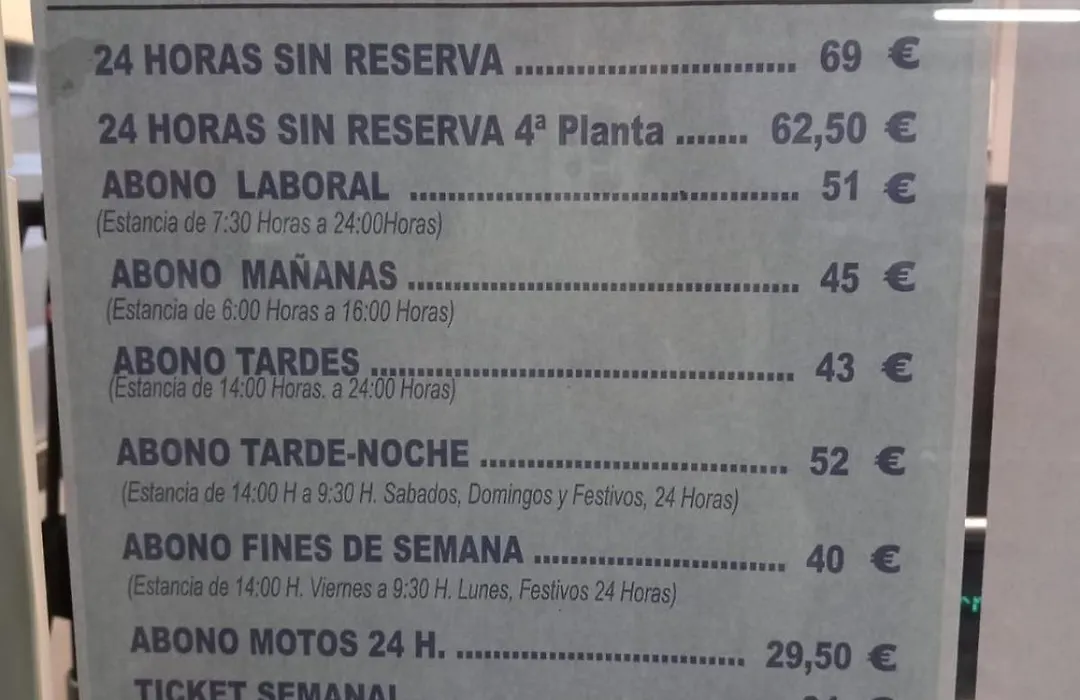 24 HORAS SIN RESERVA ............................ 69 €
24 HORAS SIN RESERVA 4ª Planta ....... 62,50 €
ABONO LABORAL ....................................... 51 €
(Estancia de 7:30 Horas a 24:00Horas)
ABONO MAÑANAS ....................................... 45 €
(Estancia de 6:00 Horas a 16:00 Horas)
ABONO TARDES .......................................... 43 €
(Estancia de 14:00 Horas. a 24:00 Horas)
ABONO TARDE-NOCHE ............................... 52 €
(Estancia de 14:00 H a 9:30 H. Sabados, Domingos y Festivos, 24 Horas)
ABONO FINES DE SEMANA ......................... 40 €
(Estancia de 14:00 H. Viernes a 9:30 H. Lunes, Festivos 24 Horas)
ABONO MOTOS 24 H. ............................. 29,50 €
TICKET SEMANAL